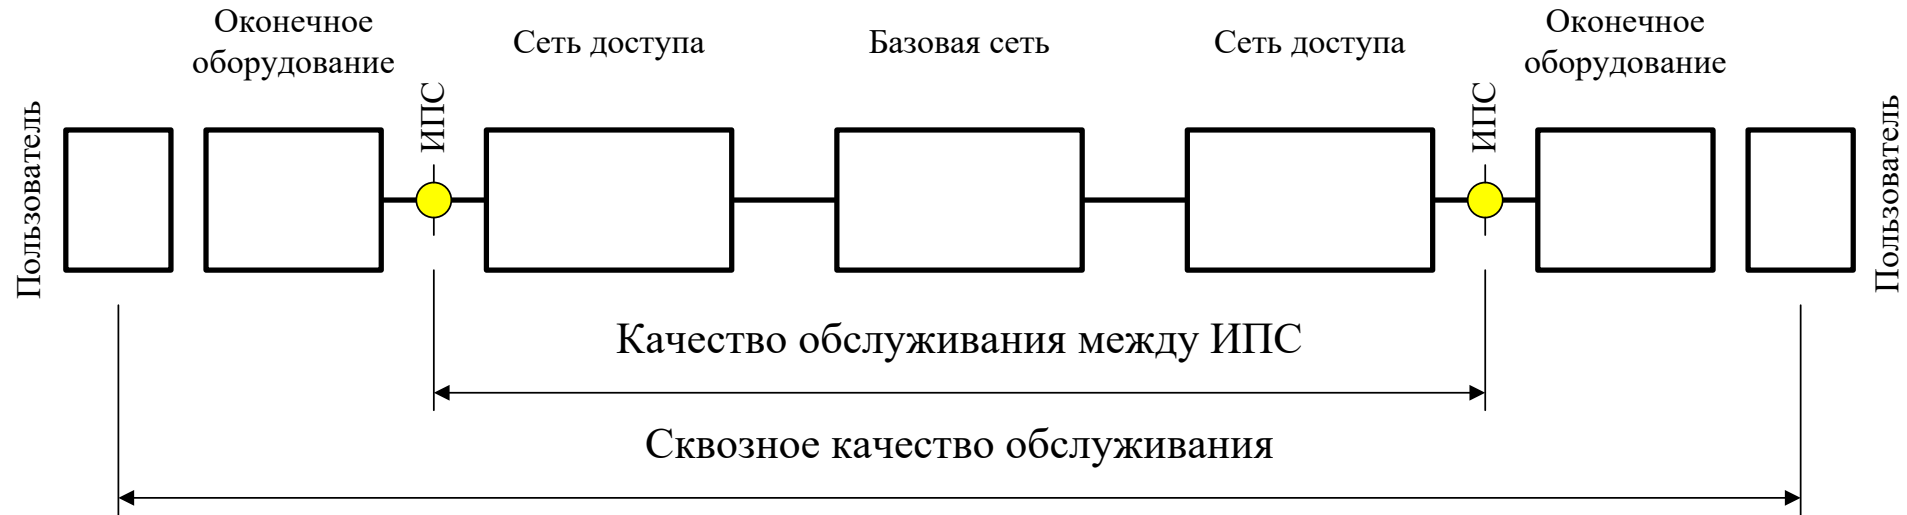 Оконечное
оборудование
Сеть доступа
Базовая сеть
Сеть доступа
Оконечное
оборудование
Пользователь
ИПС
ИПС
Пользователь
Качество обслуживания между ИПС
Сквозное качество обслуживания